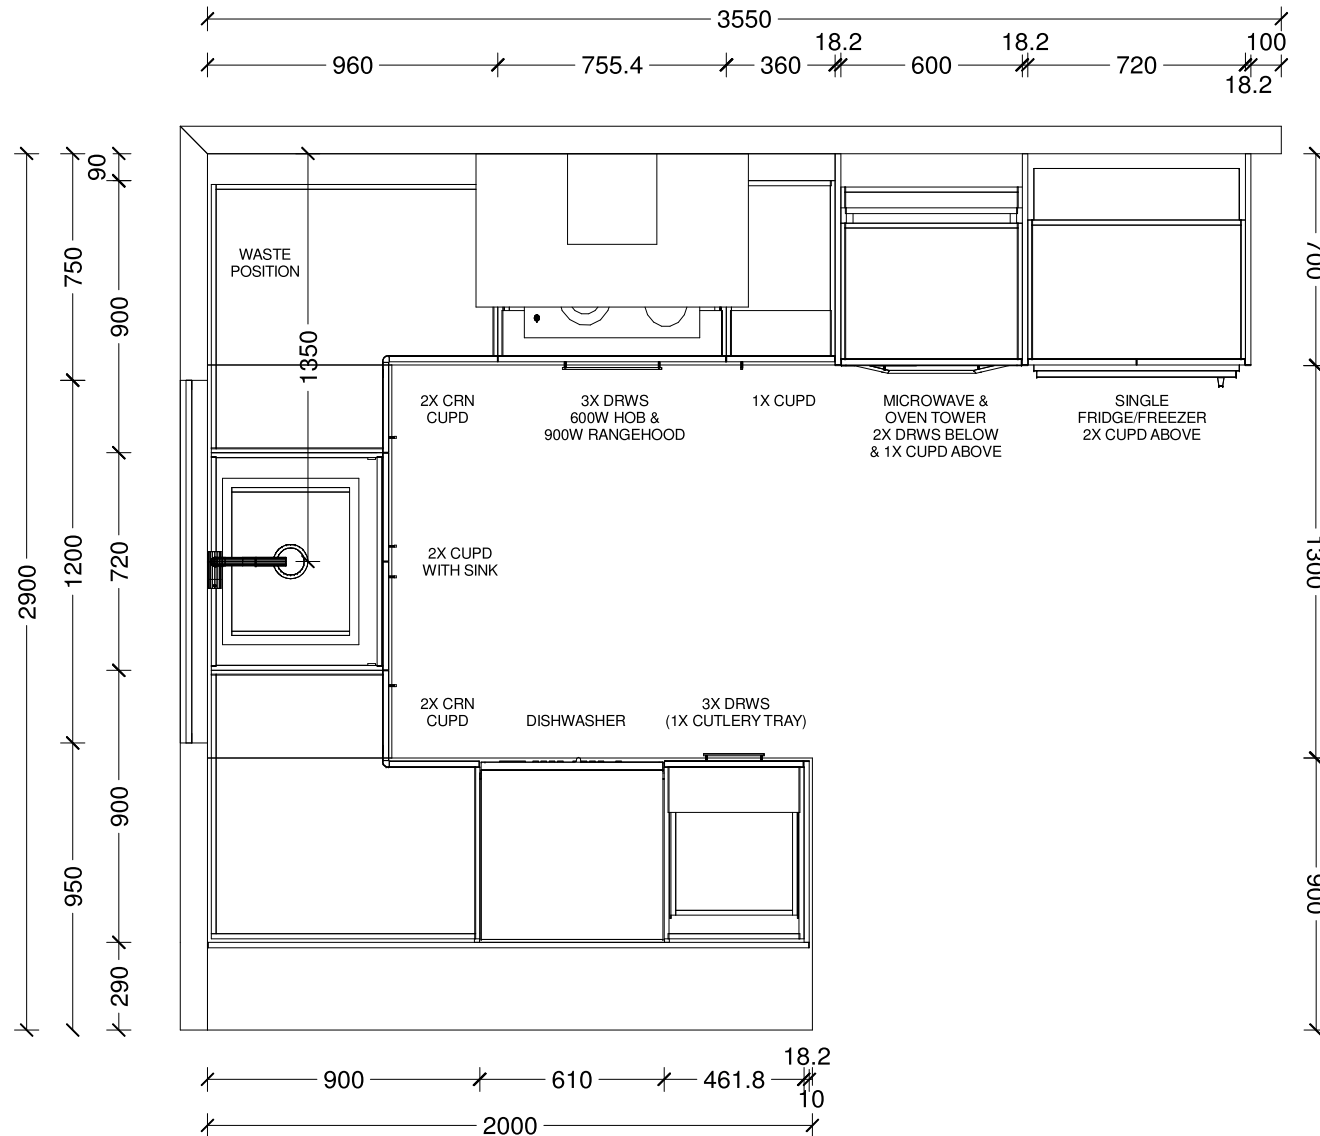 3550
18.2
18.2
100
960
755.4
360
600
720
18.2
90
750
900
700
WASTE
POSITION
1350
2X CRN
CUPD
3X DRWS
600W HOB &
900W RANGEHOOD
1X CUPD
MICROWAVE &
OVEN TOWER
2X DRWS BELOW
& 1X CUPD ABOVE
SINGLE
FRIDGE/FREEZER
2X CUPD ABOVE
2900
1200
720
1300
2X CUPD
WITH SINK
2X CRN
CUPD
DISHWASHER
3X DRWS
(1X CUTLERY TRAY)
900
950
900
290
18.2
900
610
461.8
10
2000